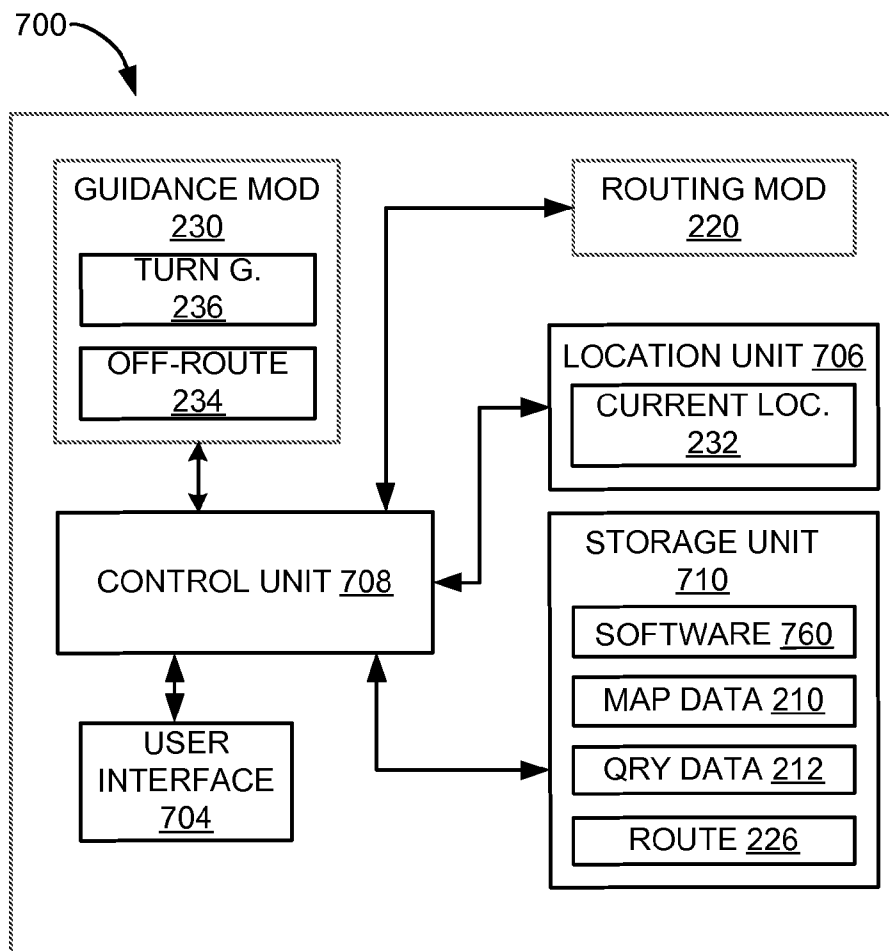 700
GUIDANCE MOD
230
TURN G.
236
OFF-ROUTE
234
ROUTING MOD
220
LOCATION UNIT 706
CURRENT LOC.
232
CONTROL UNIT 708
STORAGE UNIT
710
SOFTWARE 760
MAP DATA 210
QRY DATA 212
ROUTE 226
USER
INTERFACE
704